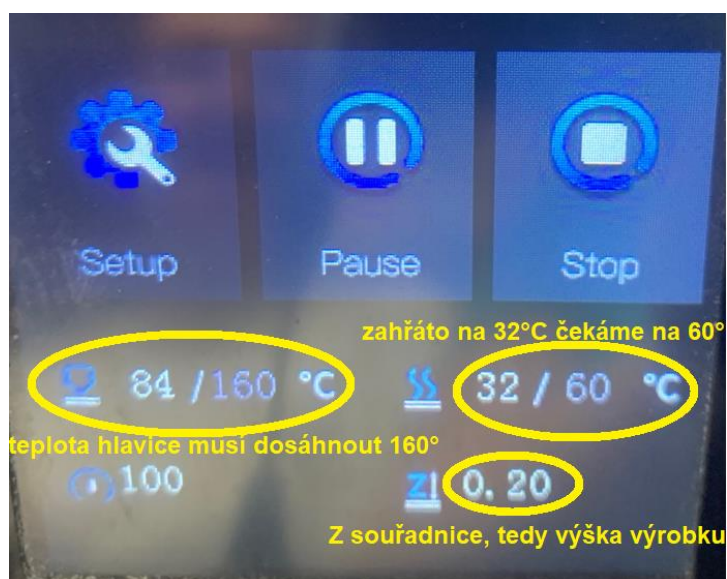 Setup Pause Stop
zahřáto na 32°C čekáme na 60°
84 /160 °C 32 / 60 °C
teplota hlavice musí dosáhnout 160°
100 Z 0.20
Z souřadnice, tedy výška výrobku